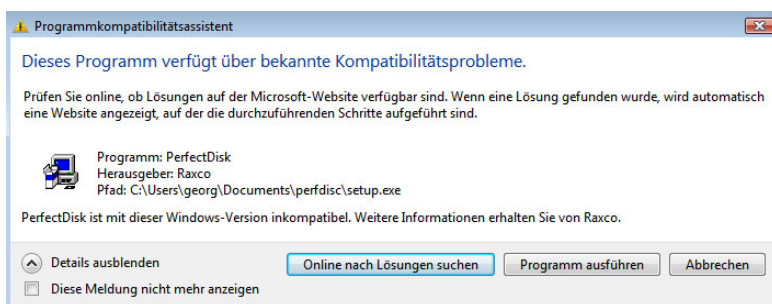 Programmkompatibilitätsassistent
Dieses Programm verfügt über bekannte Kompatibilitätsprobleme.
Prüfen Sie online, ob Lösungen auf der Microsoft-Website verfügbar sind. Wenn eine Lösung gefunden wurde, wird automatisch
eine Website angezeigt, auf der die durchzuführenden Schritte aufgeführt sind.
Programm: PerfectDisk
Herausgeber: Raxco
Pfad: C:\Users\georg\Documents\perfdisc\setup.exe
PerfectDisk ist mit dieser Windows-Version inkompatibel. Weitere Informationen erhalten Sie von Raxco.
Details ausblenden
Online nach Lösungen suchen
Programm ausführen
Abbrechen
Diese Meldung nicht mehr anzeigen